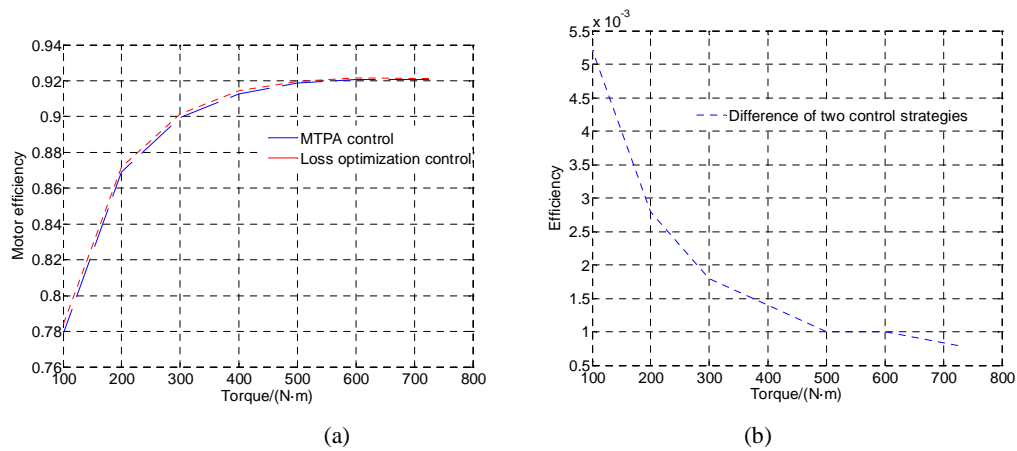 0.94
0.92
0.9
0.88
0.86
0.84
0.82
0.8
0.78
0.76
100 200 300 400 500 600 700 800
Motor efficiency
Torque/(N·m)
MTPA control
Loss optimization control
(a)
x 10^-3
5.5
5
4.5
4
3.5
3
2.5
2
1.5
1
0.5
100 200 300 400 500 600 700 800
Efficiency
Torque/(N·m)
Difference of two control strategies
(b)